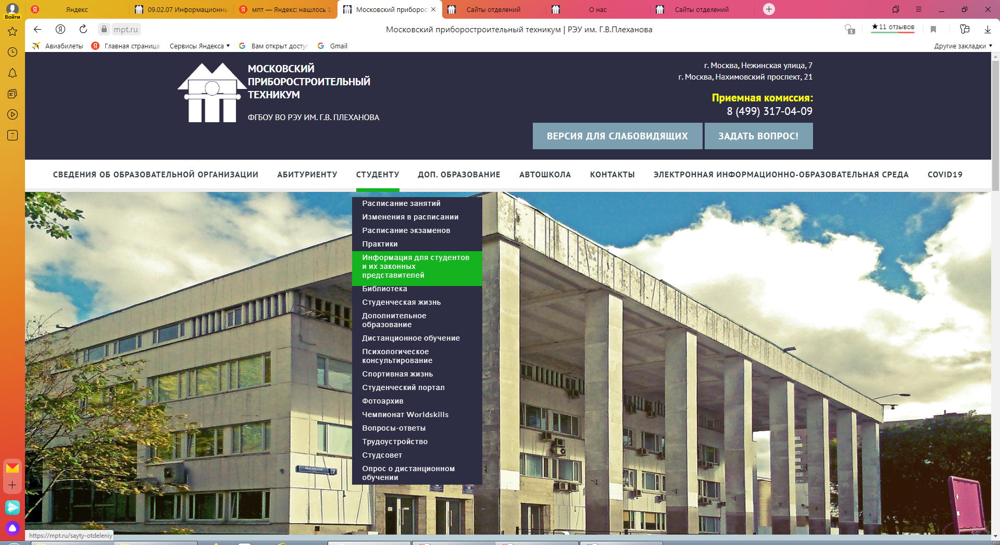 Войти
Яндекс
09.02.07 Информационны
мпт — Яндекс: нашлось 1
Московский приборост
Сайты отделений
О нас
Сайты отделений
mpt.ru
Московский приборостроительный техникум | РЭУ им. Г.В.Плеханова
1
★11 отзывов
Авиабилеты
Главная страница
Сервисы Яндекса ▾
Вам открыт досту
Gmail
Другие закладки ▾
7
МОСКОВСКИЙ
ПРИБОРОСТРОИТЕЛЬНЫЙ
ТЕХНИКУМ
ФГБОУ ВО РЭУ ИМ. Г.В. ПЛЕХАНОВА
г. Москва, Нежинская улица, 7
г. Москва, Нахимовский проспект, 21
Приемная комиссия:
8 (499) 317-04-09
ВЕРСИЯ ДЛЯ СЛАБОВИДЯЩИХ
ЗАДАТЬ ВОПРОС!
СВЕДЕНИЯ ОБ ОБРАЗОВАТЕЛЬНОЙ ОРГАНИЗАЦИИ
АБИТУРИЕНТУ
СТУДЕНТУ
ДОП. ОБРАЗОВАНИЕ
АВТОШКОЛА
КОНТАКТЫ
ЭЛЕКТРОННАЯ ИНФОРМАЦИОННО-ОБРАЗОВАТЕЛЬНАЯ СРЕДА
COVID19
Расписание занятий
Изменения в расписании
Расписание экзаменов
Практики
Информация для студентов
и их законных
представителей
Библиотека
Студенческая жизнь
Дополнительное
образование
Дистанционное обучение
Психологическое
консультирование
Спортивная жизнь
Студенческий портал
Фотоархив
Чемпионат Worldskills
Вопросы-ответы
Трудоустройство
Студсовет
Опрос о дистанционном
обучении
7
https://mpt.ru/sayty-otdeleniy